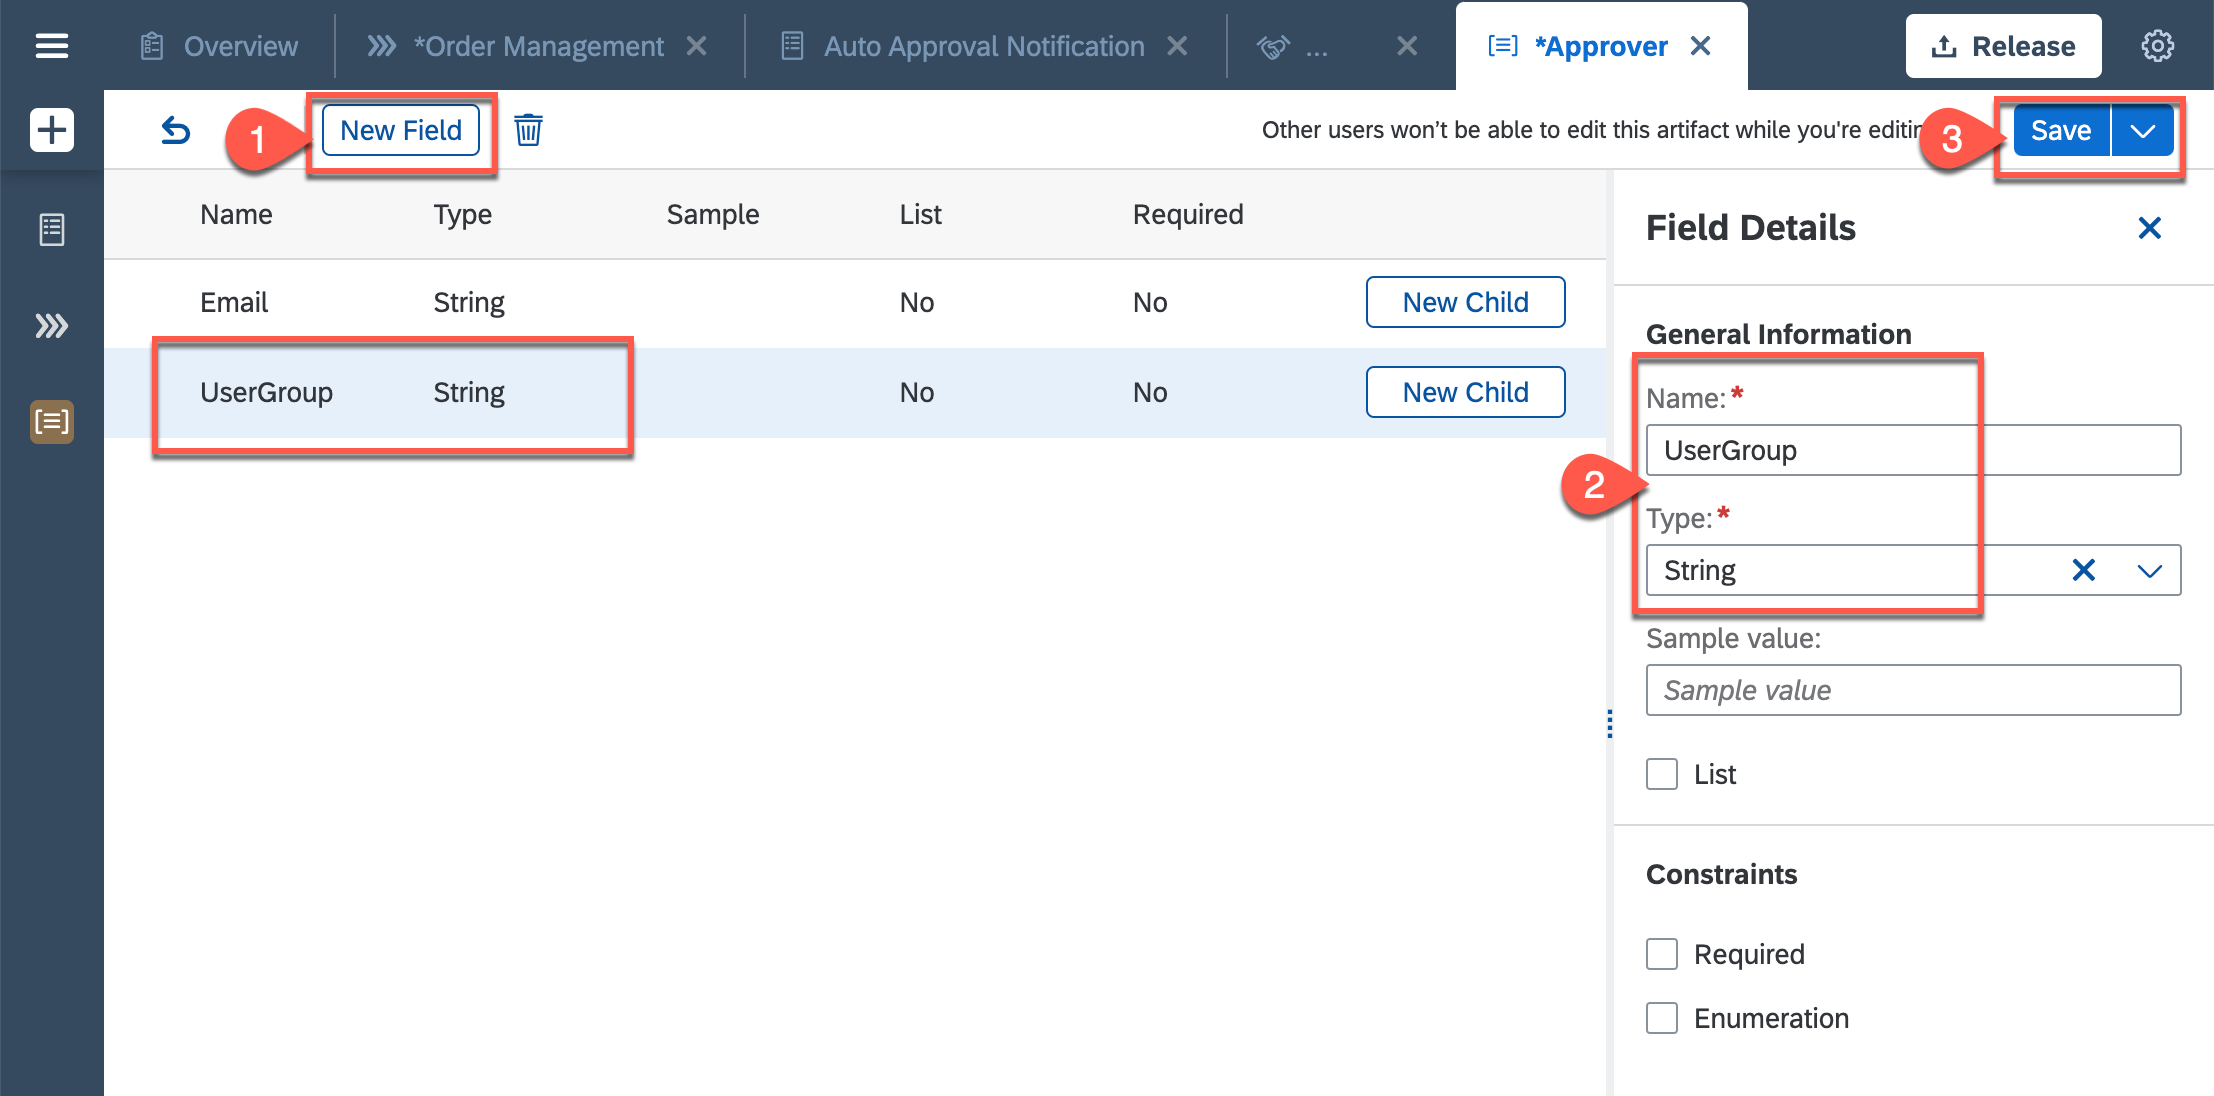 Overview *Order Management Auto Approval Notification ... *Approver Release
1 New Field Other users won't be able to edit this artifact while you're editin 3 Save
Name Type Sample List Required
Email String No No New Child
UserGroup String No No New Child
Field Details
General Information
Name: *
UserGroup
2
Type: *
String
Sample value:
Sample value
List
Constraints
Required
Enumeration